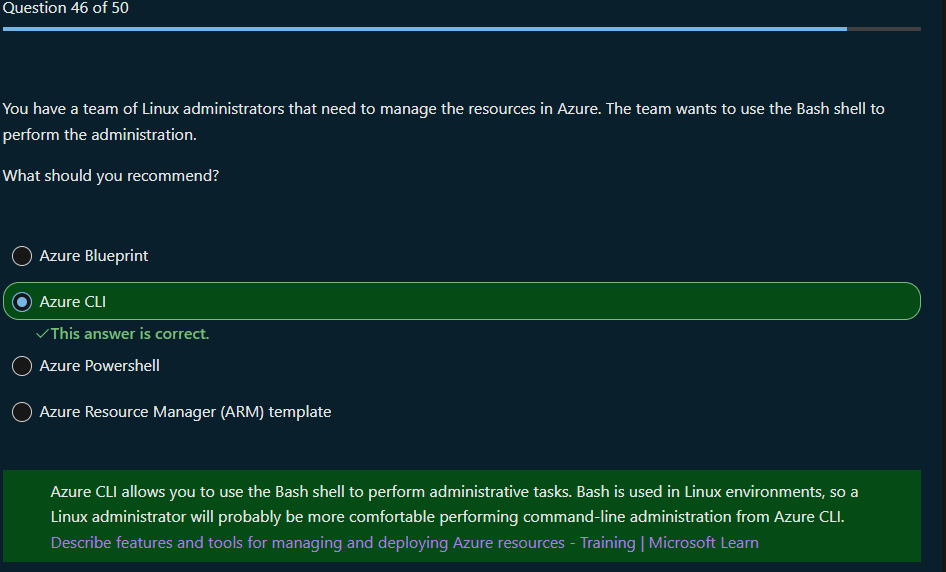 Question 46 of 50
You have a team of Linux administrators that need to manage the resources in Azure. The team wants to use the Bash shell to
perform the administration.
What should you recommend?
Azure Blueprint
Azure CLI
This answer is correct.
Azure Powershell
Azure Resource Manager (ARM) template
Azure CLI allows you to use the Bash shell to perform administrative tasks. Bash is used in Linux environments, so a
Linux administrator will probably be more comfortable performing command-line administration from Azure CLI.
Describe features and tools for managing and deploying Azure resources - Training | Microsoft Learn